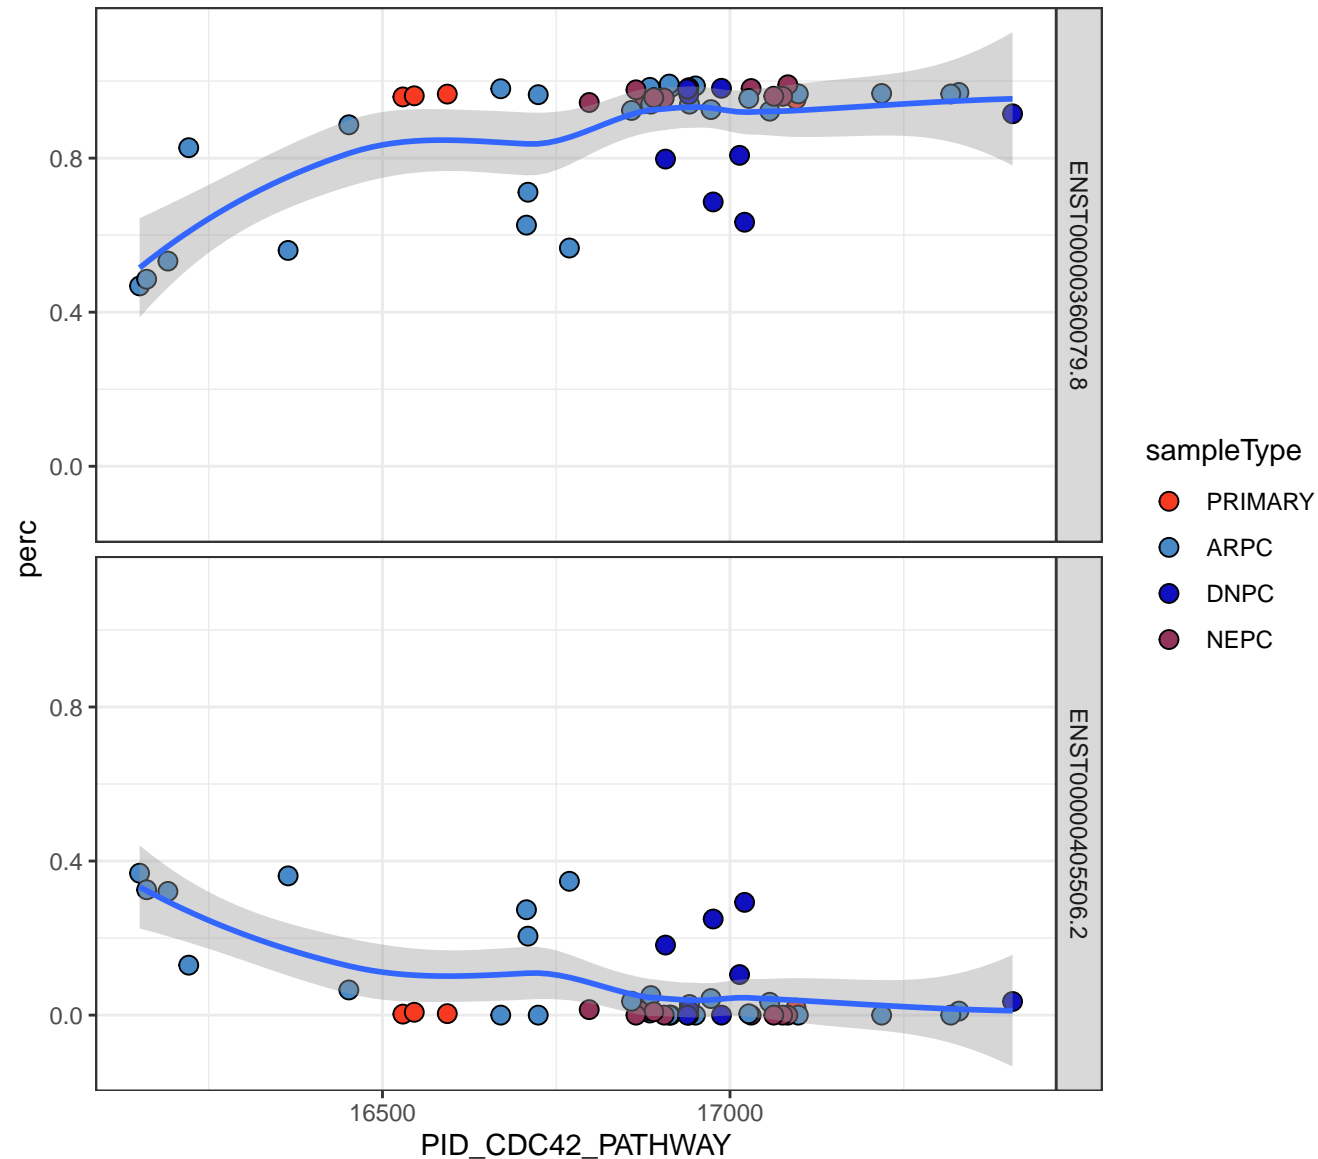 perc
0.8
0.4
0.0
ENST00000360079.8
0.8
0.4
0.0
ENST00000405506.2
16500
17000
PID_CDC42_PATHWAY
sampleType
PRIMARY
ARPC
DNPC
NEPC